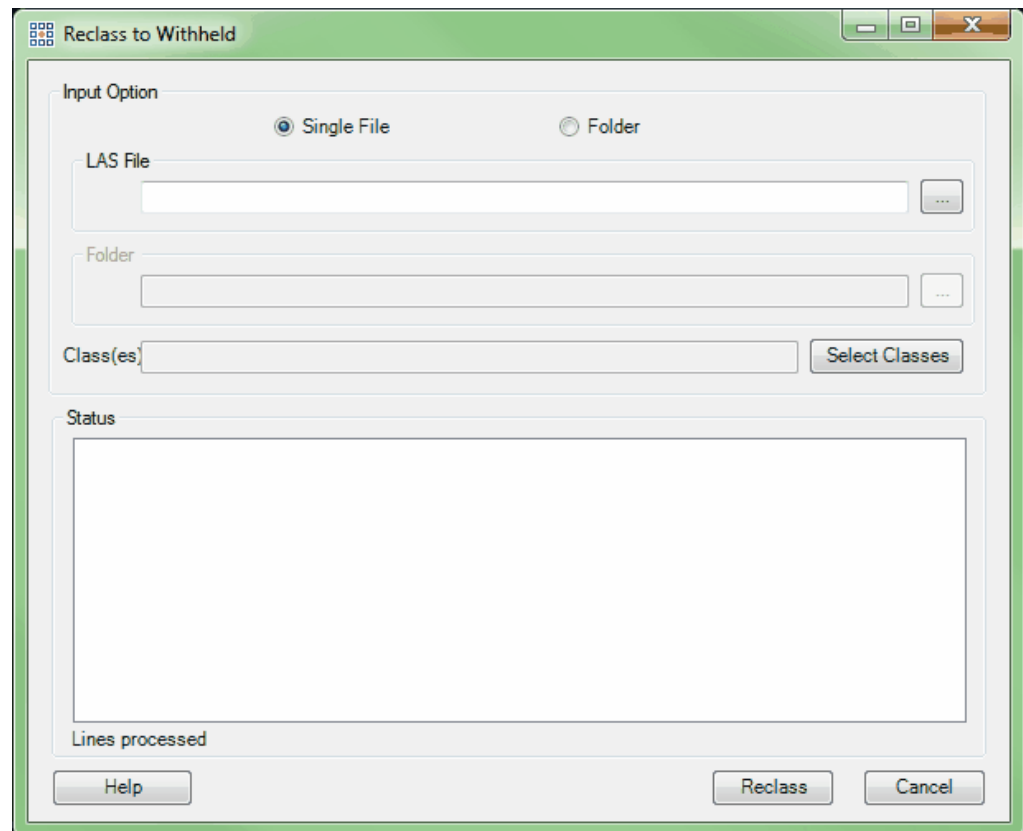 Reclass to Withheld
Input Option
Single File Folder
LAS File
...
Folder
...
Class(es) Select Classes
Status
Lines processed
Help Reclass Cancel